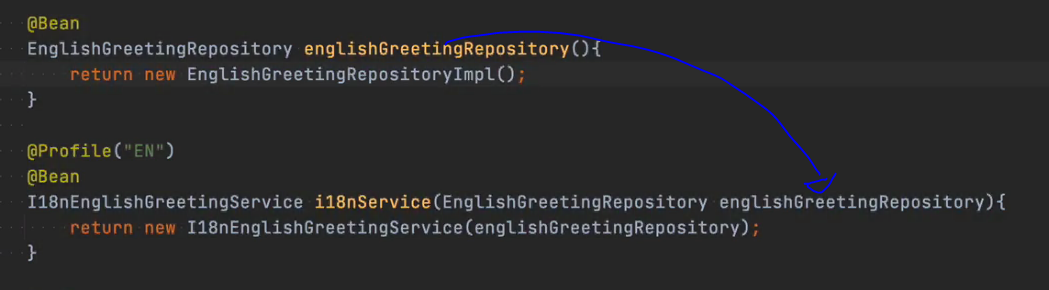 @Bean
EnglishGreetingRepository englishGreetingRepository(){
return new EnglishGreetingRepositoryImpl();
}
@Profile("EN")
@Bean
I18nEnglishGreetingService i18nService(EnglishGreetingRepository englishGreetingRepository){
return new I18nEnglishGreetingService(englishGreetingRepository);
}